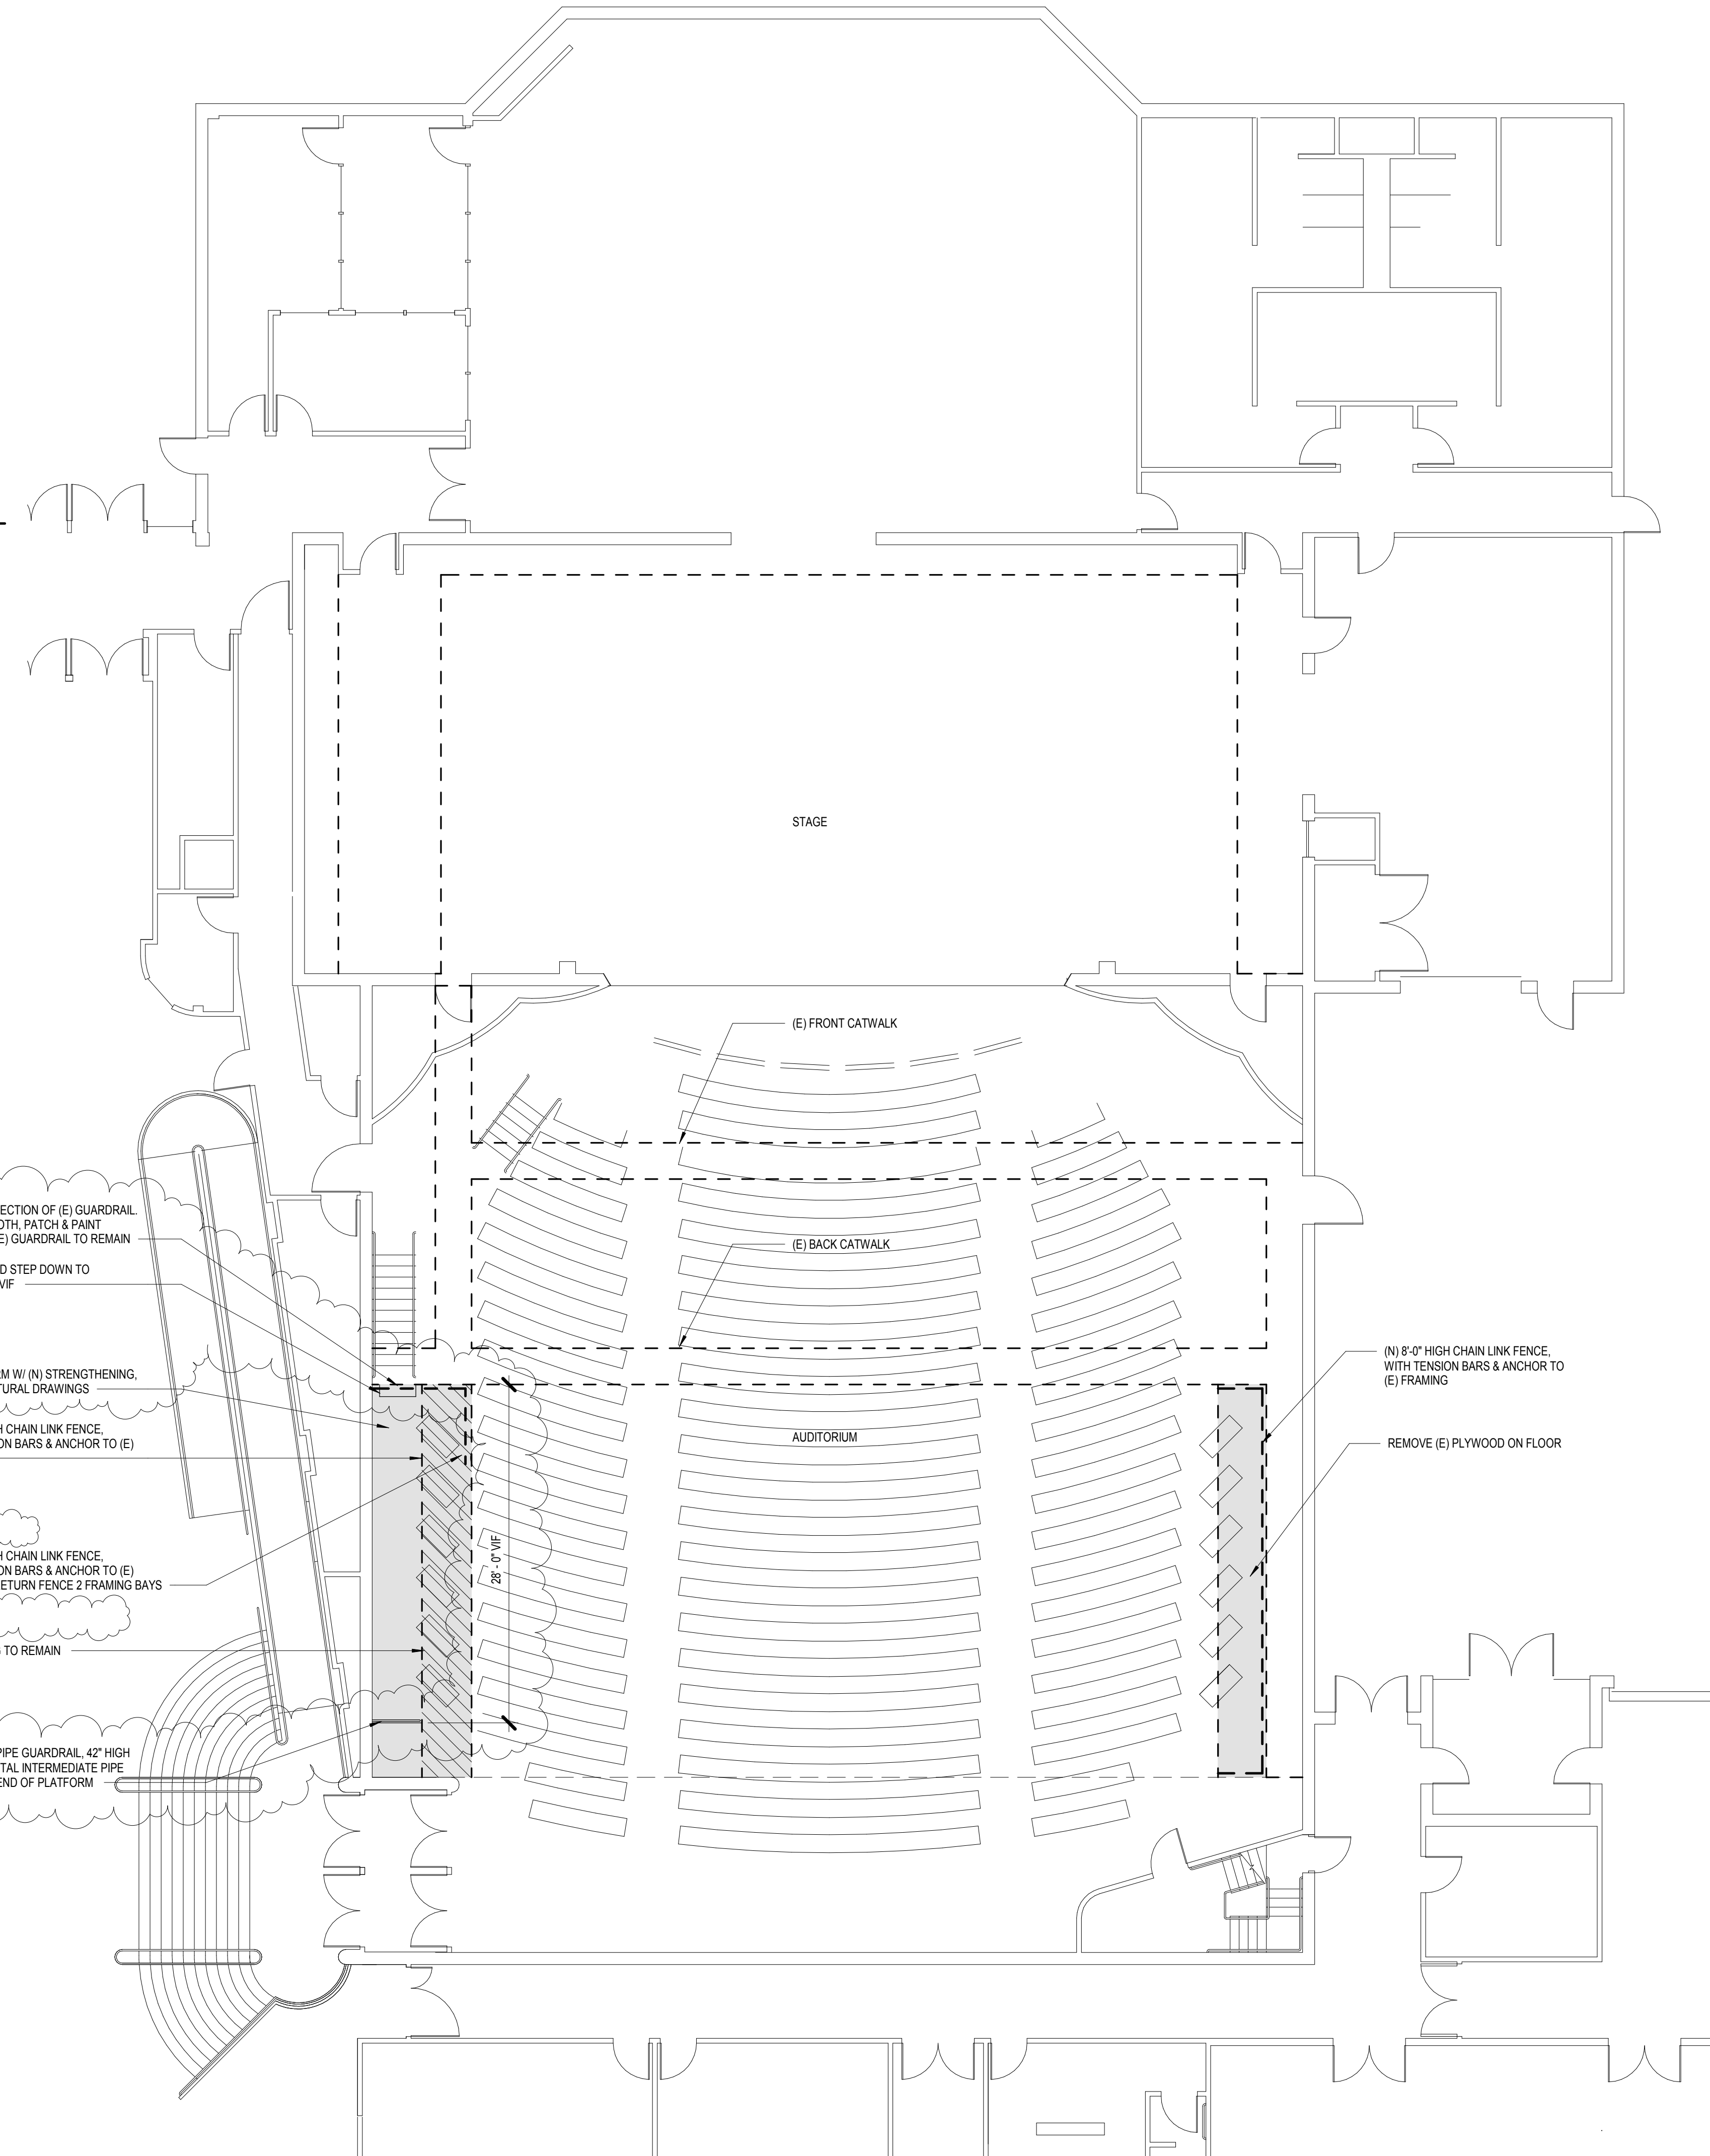 STAGE
(E) FRONT CATWALK
(E) BACK CATWALK
ECTION OF (E) GUARDRAIL.
OTH, PATCH & PAINT
E) GUARDRAIL TO REMAIN
D STEP DOWN TO
VIF
RM W/ (N) STRENGTHENING,
TURAL DRAWINGS
H CHAIN LINK FENCE,
ON BARS & ANCHOR TO (E)
H CHAIN LINK FENCE,
ON BARS & ANCHOR TO (E)
ETURN FENCE 2 FRAMING BAYS
G TO REMAIN
PIPE GUARDRAIL, 42" HIGH
TAL INTERMEDIATE PIPE
END OF PLATFORM
28' - 0" VIF
AUDITORIUM
(N) 8'-0" HIGH CHAIN LINK FENCE,
WITH TENSION BARS & ANCHOR TO
(E) FRAMING
REMOVE (E) PLYWOOD ON FLOOR